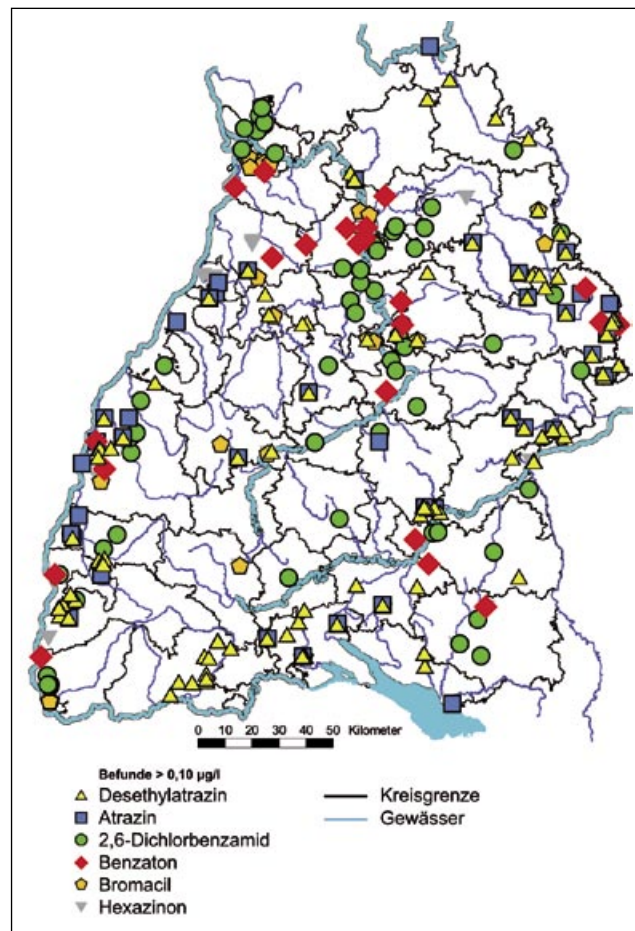 0 10 20 30 40 50 Kilometer
Befunde > 0,10 µg/l
Desethylatrazin
Atrazin
2,6-Dichlorbenzamid
Benzaton
Bromacil
Hexazinon
Kreisgrenze
Gewässer